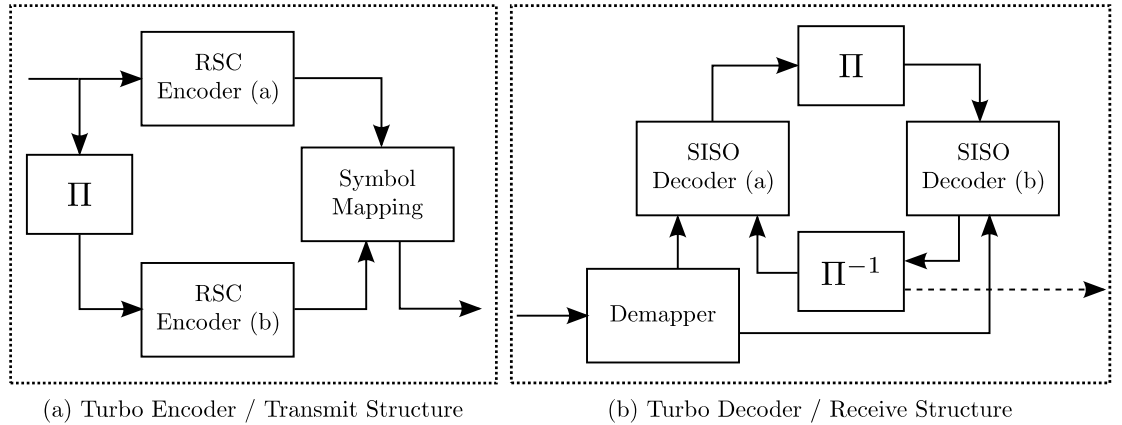 RSC
Encoder (a)
Π
Symbol
Mapping
RSC
Encoder (b)
(a) Turbo Encoder / Transmit Structure
Π
SISO
Decoder (a)
SISO
Decoder (b)
Π⁻¹
Demapper
(b) Turbo Decoder / Receive Structure